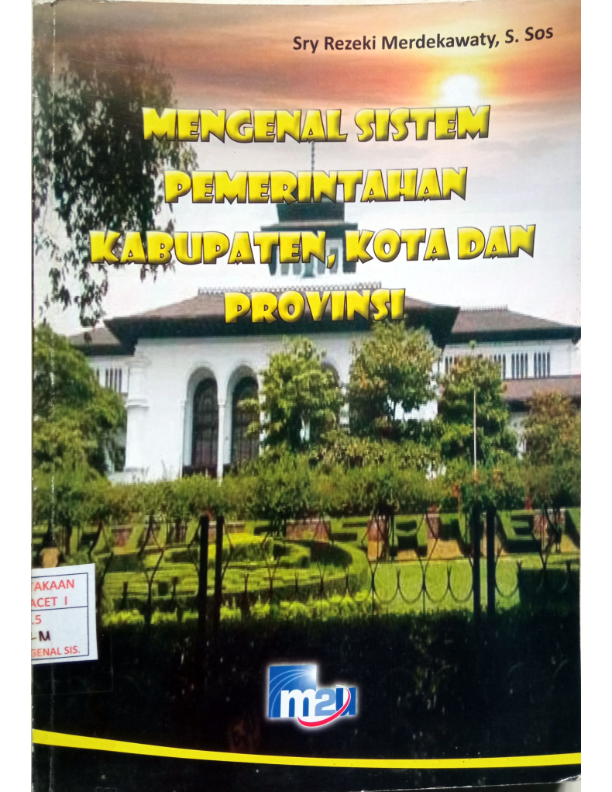 Sry Rezeki Merdekawaty, S. Sos
MENGENAL SISTEM
PEMERINTAHAN
KABUPATEN, KOTA DAN
PROVINSI
TAKAAN
ACET I
.5
-M
GENAL SIS.
m2u